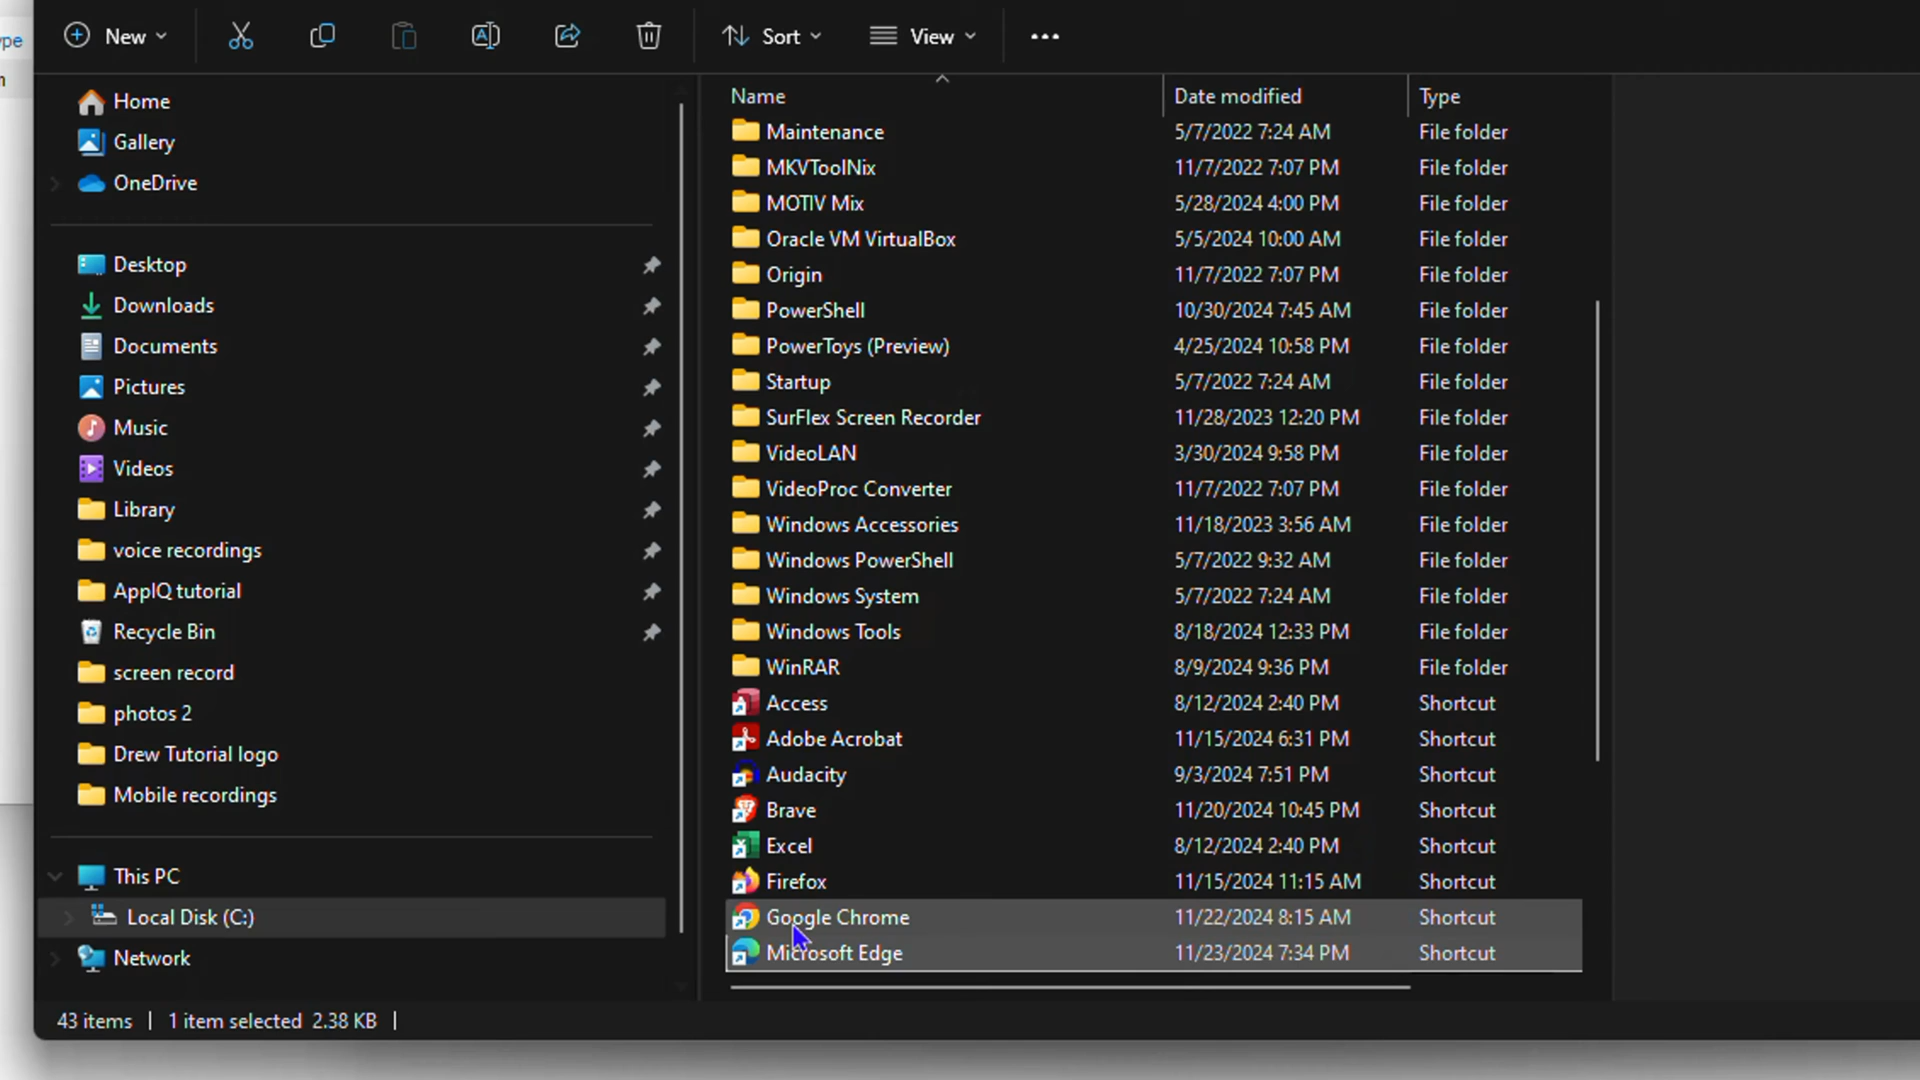 ype
New
Sort
View
Home
Gallery
OneDrive
Desktop
Downloads
Documents
Pictures
Music
Videos
Library
voice recordings
AppIQ tutorial
Recycle Bin
screen record
photos 2
Drew Tutorial logo
Mobile recordings
This PC
Local Disk (C:)
Network
Name Date modified Type
Maintenance 5/7/2022 7:24 AM File folder
MKVToolNix 11/7/2022 7:07 PM File folder
MOTIV Mix 5/28/2024 4:00 PM File folder
Oracle VM VirtualBox 5/5/2024 10:00 AM File folder
Origin 11/7/2022 7:07 PM File folder
PowerShell 10/30/2024 7:45 AM File folder
PowerToys (Preview) 4/25/2024 10:58 PM File folder
Startup 5/7/2022 7:24 AM File folder
SurFlex Screen Recorder 11/28/2023 12:20 PM File folder
VideoLAN 3/30/2024 9:58 PM File folder
VideoProc Converter 11/7/2022 7:07 PM File folder
Windows Accessories 11/18/2023 3:56 AM File folder
Windows PowerShell 5/7/2022 9:32 AM File folder
Windows System 5/7/2022 7:24 AM File folder
Windows Tools 8/18/2024 12:33 PM File folder
WinRAR 8/9/2024 9:36 PM File folder
Access 8/12/2024 2:40 PM Shortcut
Adobe Acrobat 11/15/2024 6:31 PM Shortcut
Audacity 9/3/2024 7:51 PM Shortcut
Brave 11/20/2024 10:45 PM Shortcut
Excel 8/12/2024 2:40 PM Shortcut
Firefox 11/15/2024 11:15 AM Shortcut
Google Chrome 11/22/2024 8:15 AM Shortcut
Microsoft Edge 11/23/2024 7:34 PM Shortcut
43 items 1 item selected 2.38 KB